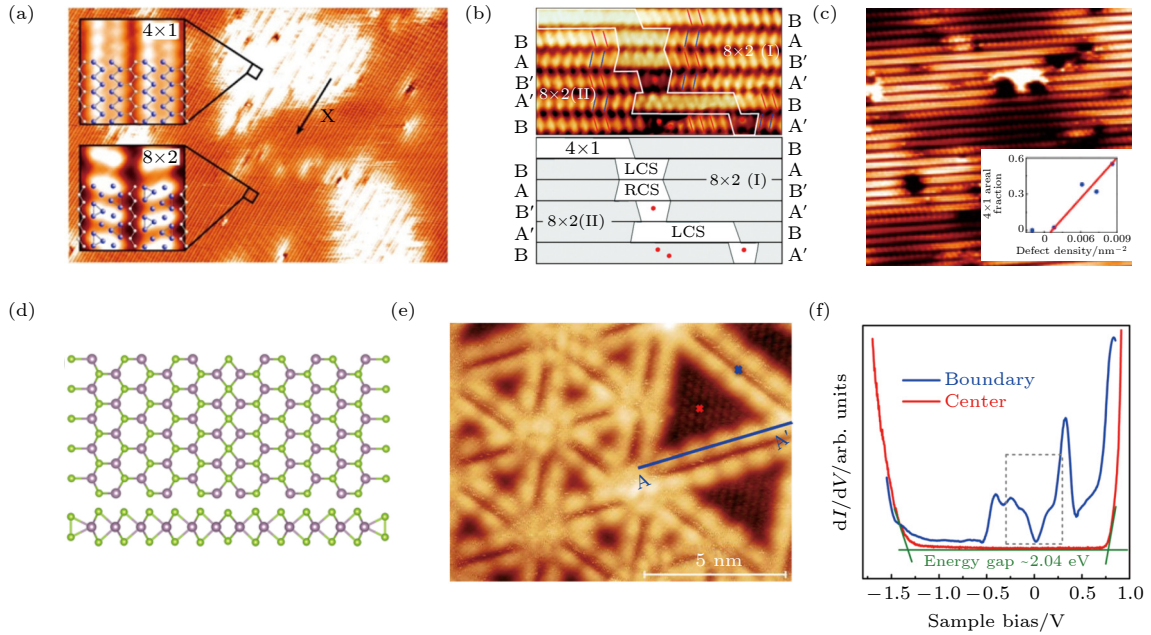 (a)
4×1
X
8×2
(b)
B
B
A
A
8×2 (I)
B′
B′
A′
A′
8×2(II)
B
B
A′
4×1
B
B
LCS
8×2 (I)
A
A
RCS
B′
B′
8×2(II)
A′
A′
LCS
B
B
A′
(c)
4×1 areal
fraction
0.6
0.3
0
0
0.006
0.009
Defect density/nm⁻²
(d)
(e)
A
A′
5 nm
(f)
dI/dV/arb. units
Boundary
Center
Energy gap ~2.04 eV
−1.5
−1.0
−0.5
0
0.5
1.0
Sample bias/V